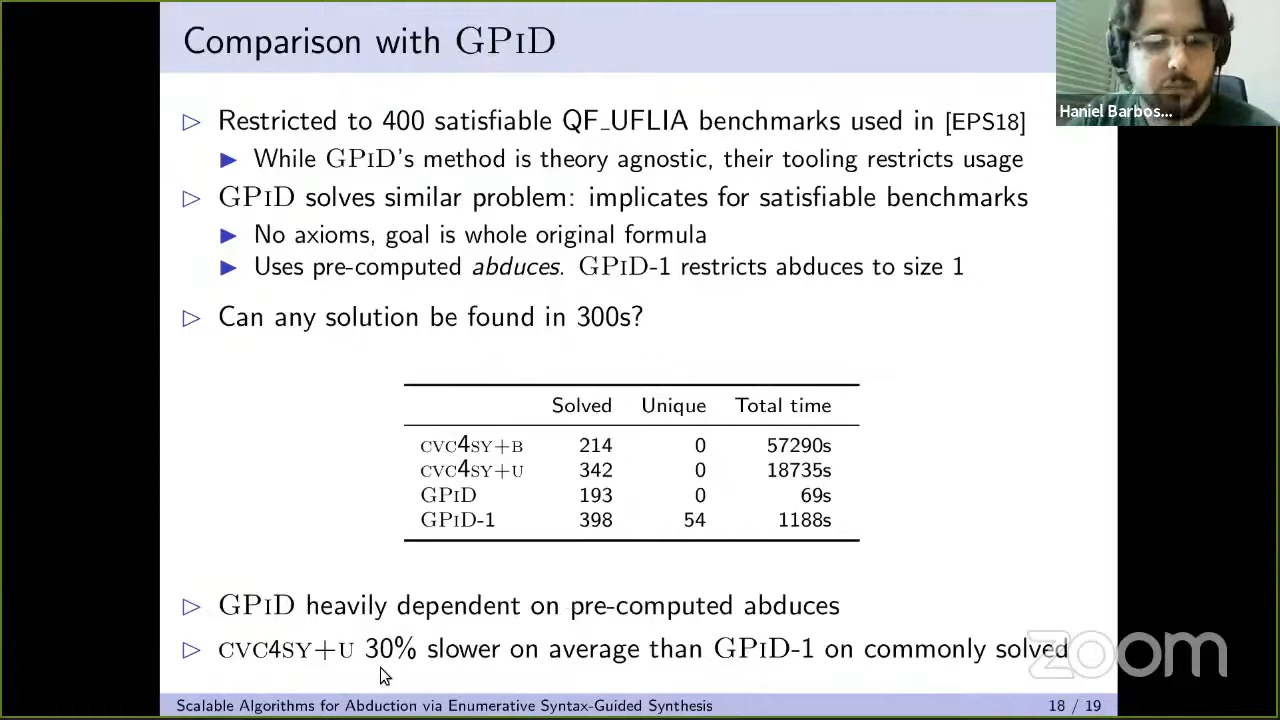 Comparison with GPiD
Haniel Barbos...
▷ Restricted to 400 satisfiable QF_UFLIA benchmarks used in [EPS18]
▶ While GPiD's method is theory agnostic, their tooling restricts usage
▷ GPiD solves similar problem: implicates for satisfiable benchmarks
▶ No axioms, goal is whole original formula
▶ Uses pre-computed abduces. GPiD-1 restricts abduces to size 1
▷ Can any solution be found in 300s?
Solved Unique Total time
CVC4SY+B 214 0 57290s
CVC4SY+U 342 0 18735s
GPiD 193 0 69s
GPiD-1 398 54 1188s
▷ GPiD heavily dependent on pre-computed abduces
▷ CVC4SY+U 30% slower on average than GPiD-1 on commonly solved
zoom
Scalable Algorithms for Abduction via Enumerative Syntax-Guided Synthesis 18 / 19